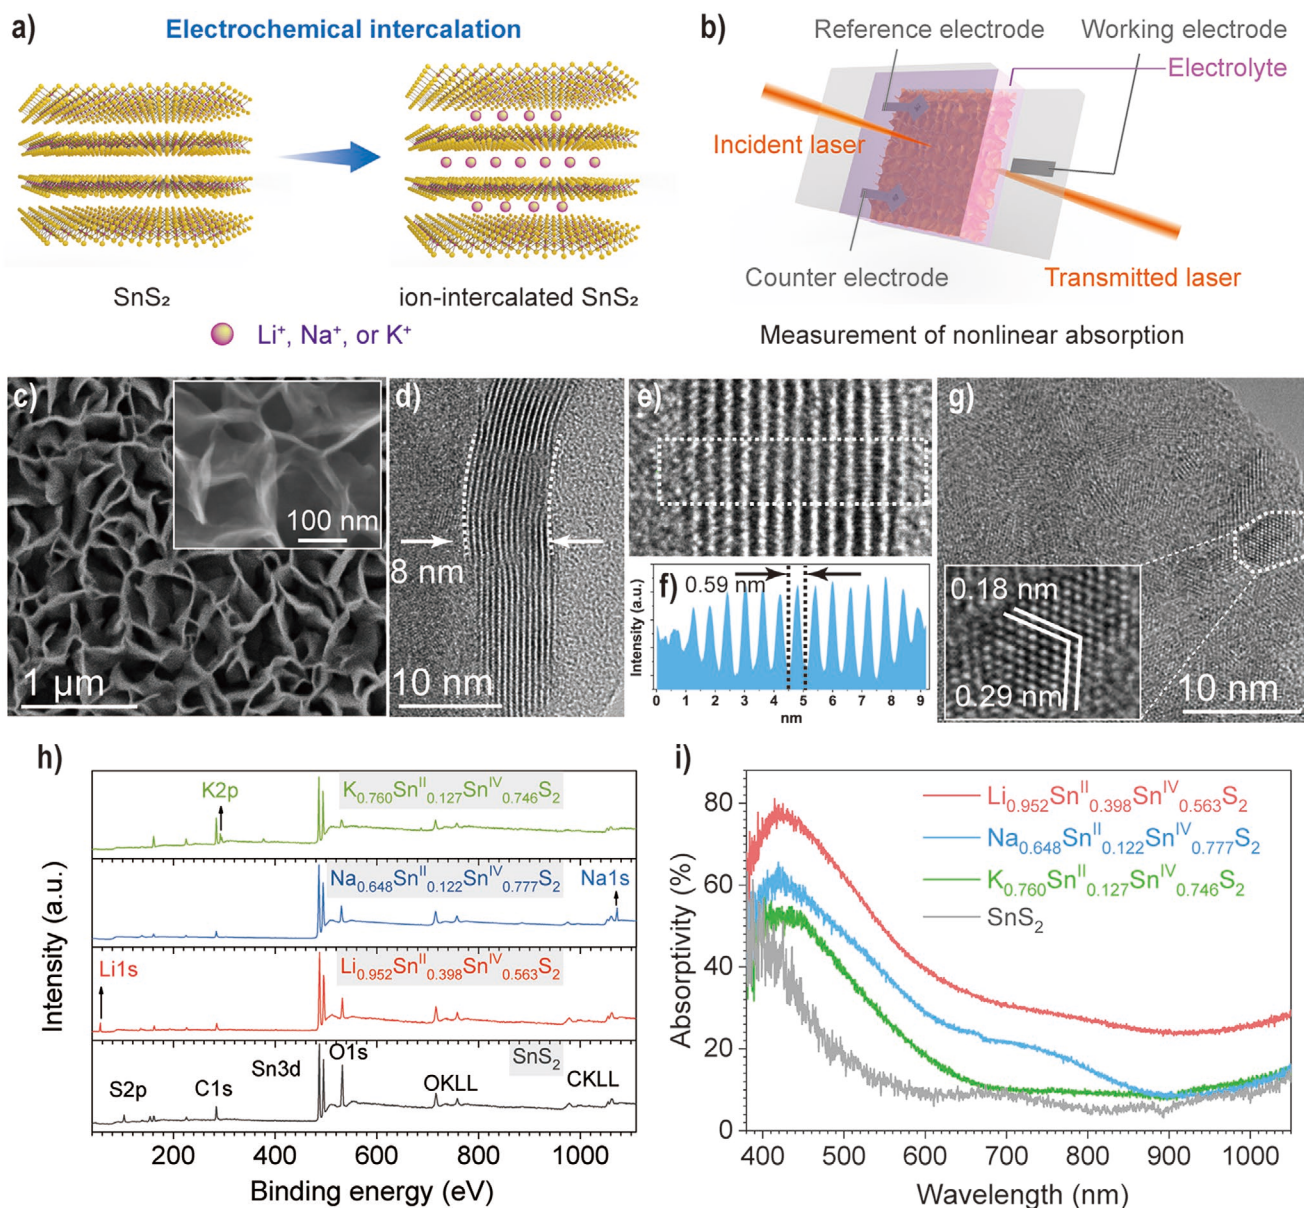 a)
Electrochemical intercalation
SnS₂
ion-intercalated SnS₂
Li⁺, Na⁺, or K⁺
b)
Reference electrode
Working electrode
Electrolyte
Incident laser
Counter electrode
Transmitted laser
Measurement of nonlinear absorption
c)
100 nm
1 μm
d)
8 nm
10 nm
e)
f)
0.59 nm
Intensity (a.u.)
0 1 2 3 4 5 6 7 8 9
nm
g)
0.18 nm
0.29 nm
10 nm
h)
K2p
K₀.₇₆₀Snᴵᴵ₀.₁₂₇Snᴵⱽ₀.₇₄₆S₂
Na₀.₆₄₈Snᴵᴵ₀.₁₂₂Snᴵⱽ₀.₇₇₇S₂
Na1s
Li1s
Li₀.₉₅₂Snᴵᴵ₀.₃₉₈Snᴵⱽ₀.₅₆₃S₂
S2p
C1s
Sn3d
O1s
SnS₂
OKLL
CKLL
Intensity (a.u.)
200 400 600 800 1000
Binding energy (eV)
i)
Li₀.₉₅₂Snᴵᴵ₀.₃₉₈Snᴵⱽ₀.₅₆₃S₂
Na₀.₆₄₈Snᴵᴵ₀.₁₂₂Snᴵⱽ₀.₇₇₇S₂
K₀.₇₆₀Snᴵᴵ₀.₁₂₇Snᴵⱽ₀.₇₄₆S₂
SnS₂
Absorptivity (%)
80
60
40
20
0
400 500 600 700 800 900 1000
Wavelength (nm)